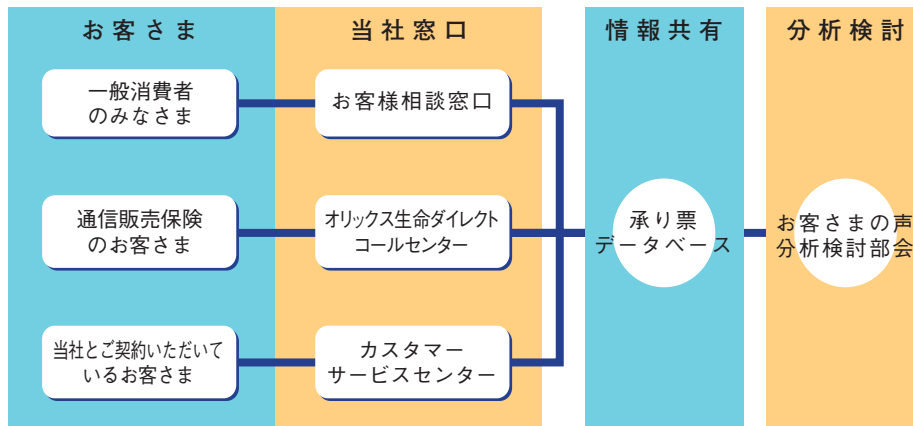 お客さま
当社窓口
情報共有
分析検討
一般消費者
のみなさま
お客様相談窓口
通信販売保険
のお客さま
オリックス生命ダイレクト
コールセンター
承り票
データベース
お客さまの声
分析検討部会
当社とご契約いただいて
いるお客さま
カスタマー
サービスセンター